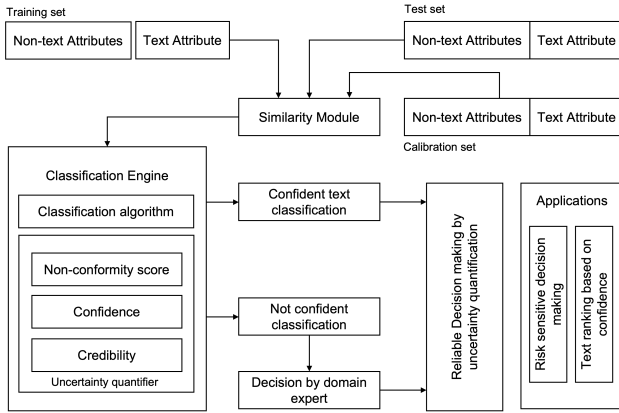 Training set
Non-text Attributes
Text Attribute
Test set
Non-text Attributes
Text Attribute
Similarity Module
Non-text Attributes
Text Attribute
Calibration set
Classification Engine
Classification algorithm
Non-conformity score
Confidence
Credibility
Uncertainty quantifier
Confident text
classification
Not confident
classification
Decision by domain
expert
Reliable Decision making by
uncertainty quantification
Applications
Risk sensitive decision
making
Text ranking based on
confidence